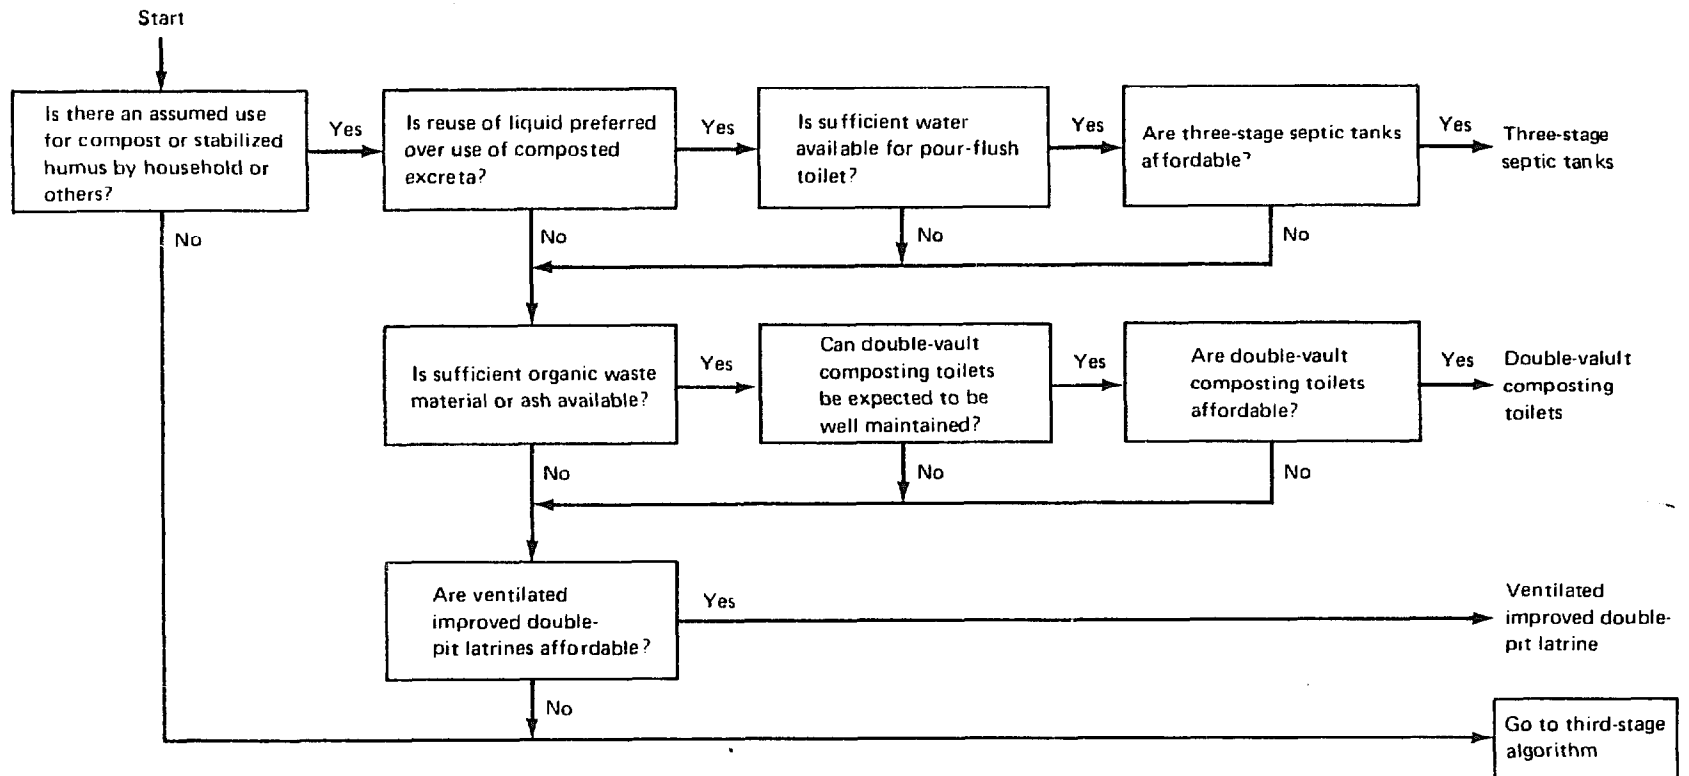 Start
Is there an assumed use
for compost or stabilized
humus by household or
others?
Yes
Is reuse of liquid preferred
over use of composted
excreta?
Yes
Is sufficient water
available for pour-flush
toilet?
Yes
Are three-stage septic tanks
affordable?
Yes
Three-stage
septic tanks
No
No
No
No
Is sufficient organic waste
material or ash available?
Yes
Can double-vault
composting toilets
be expected to be
well maintained?
Yes
Are double-vault
composting toilets
affordable?
Yes
Double-valult
composting
toilets
No
No
No
Are ventilated
improved double-
pit latrines affordable?
Yes
Ventilated
improved double-
pit latrine
No
Go to third-stage
algorithm